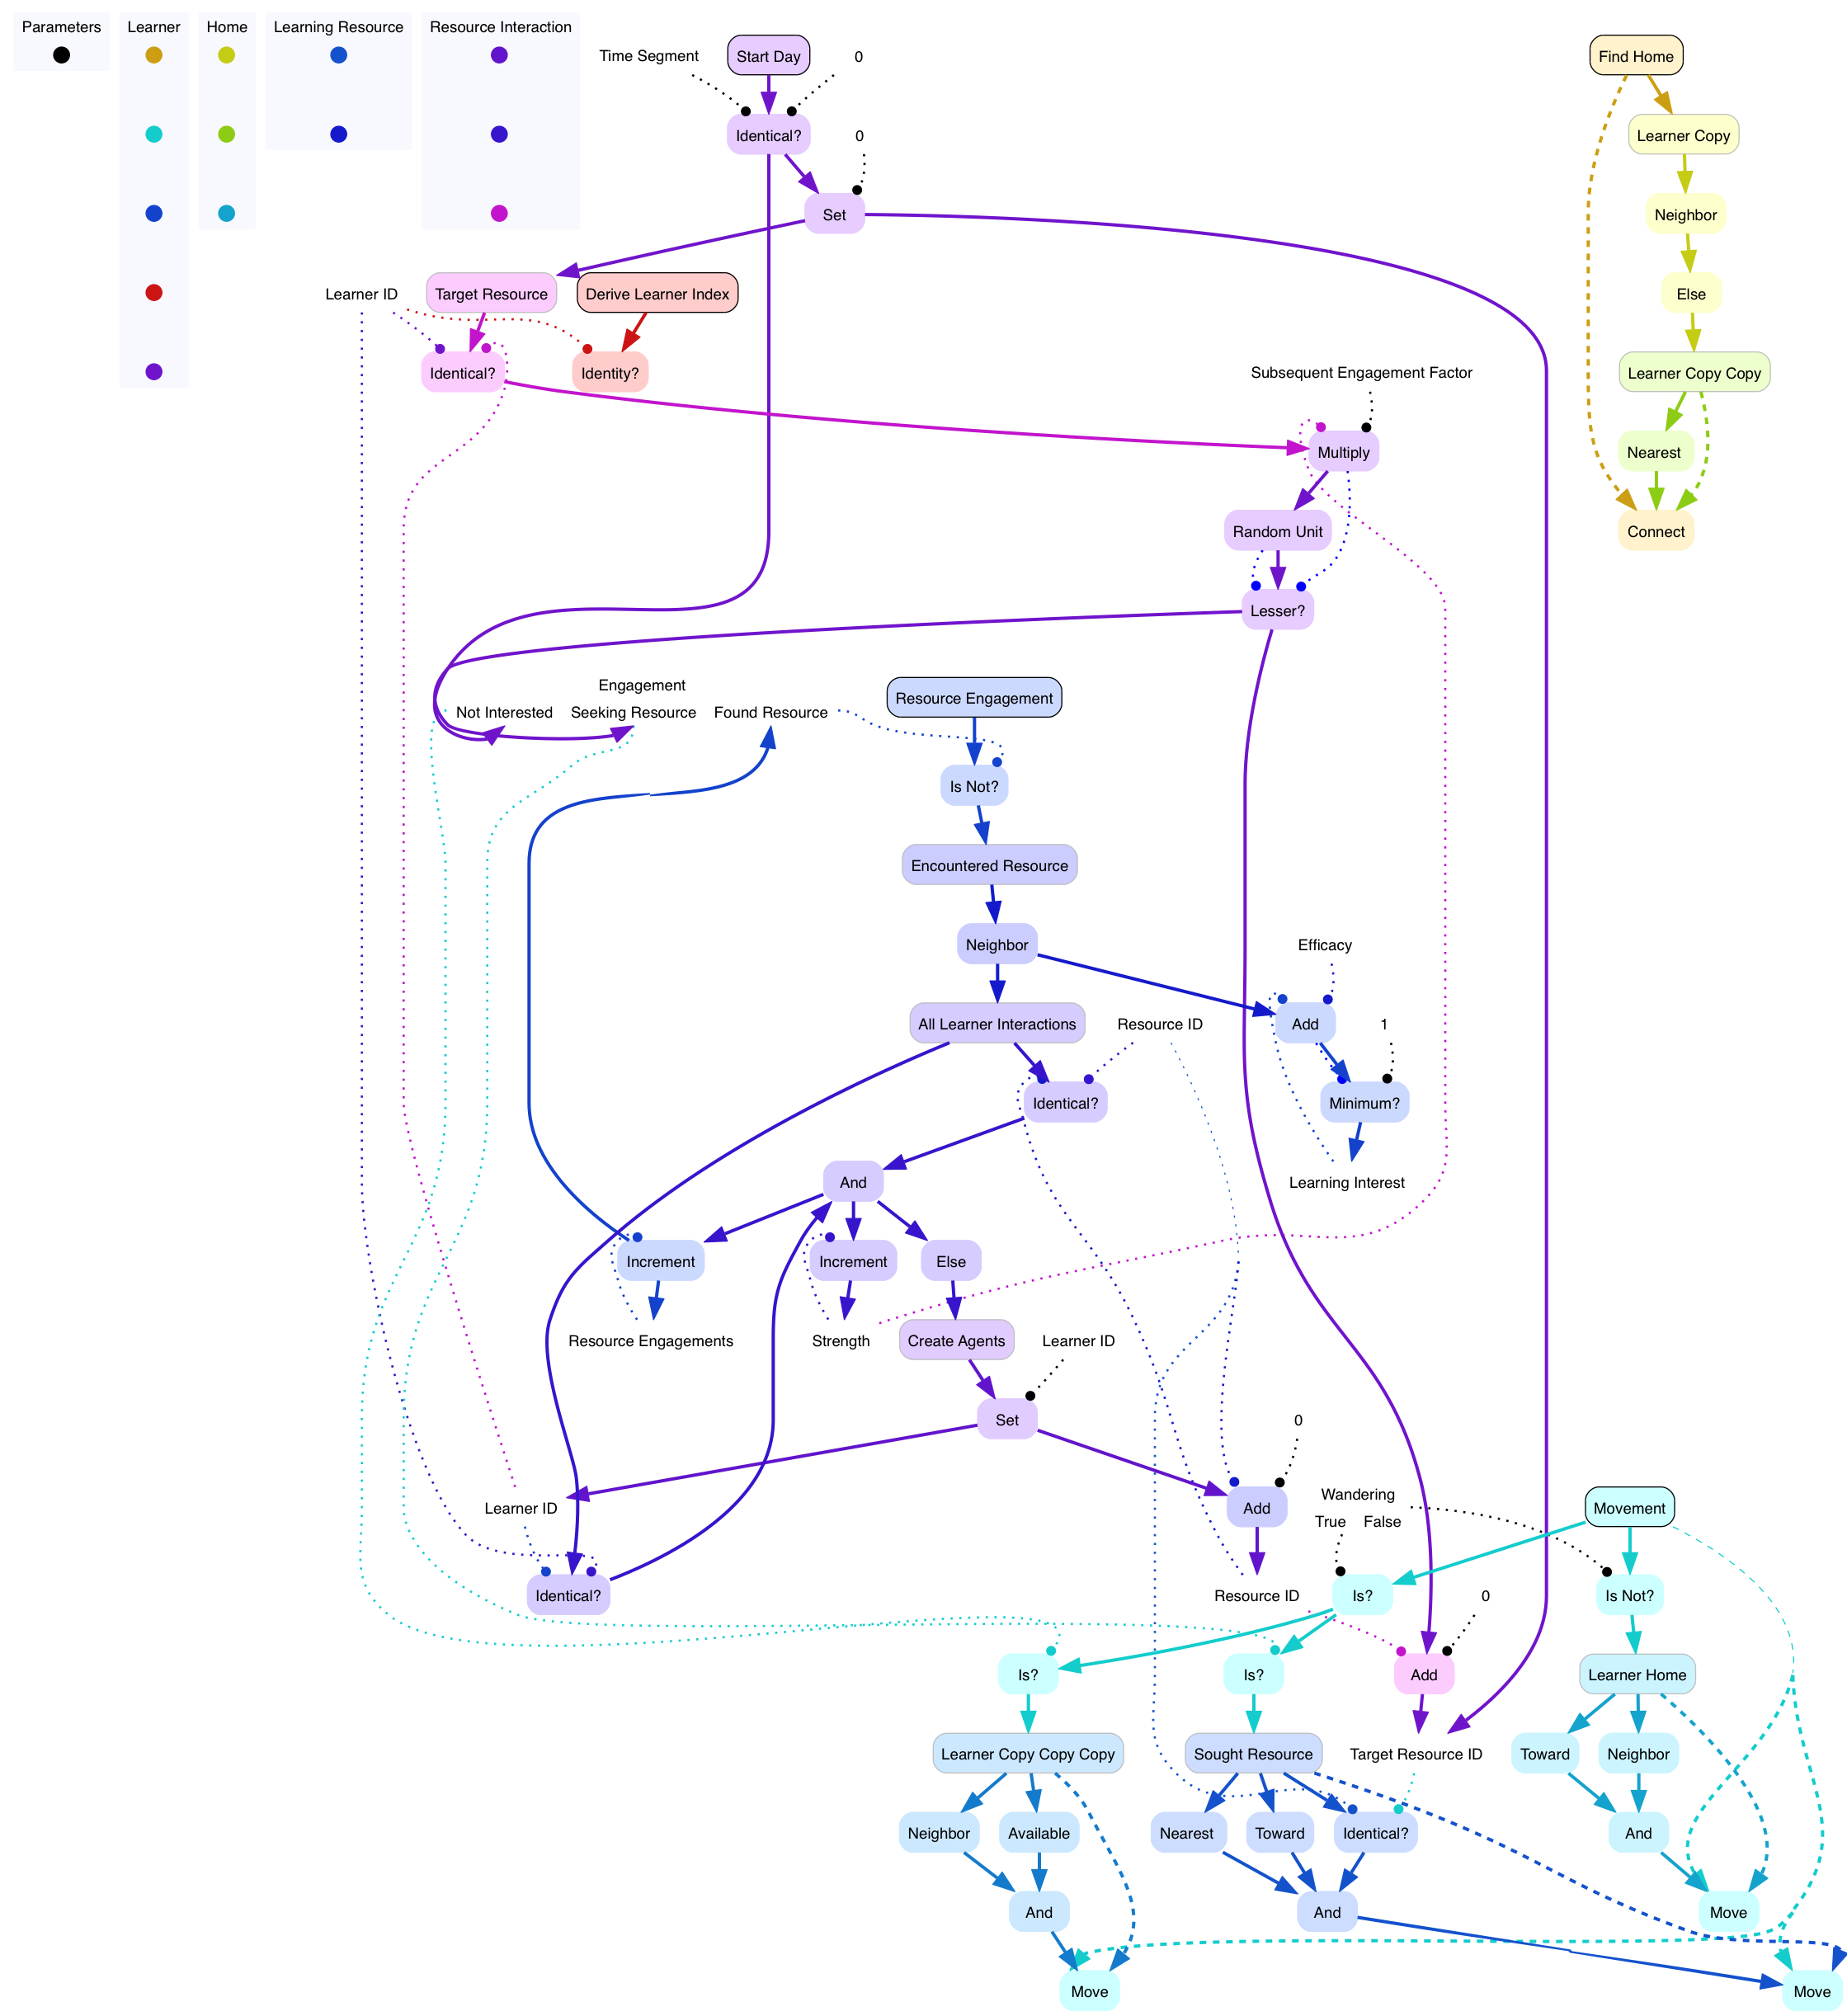 Parameters
Learner
Home
Learning Resource
Resource Interaction
Time Segment
Start Day
0
Find Home
Identical?
0
Learner Copy
Set
Neighbor
Learner ID
Target Resource
Derive Learner Index
Else
Identical?
Identity?
Subsequent Engagement Factor
Learner Copy Copy
Multiply
Nearest
Random Unit
Connect
Lesser?
Engagement
Not Interested
Seeking Resource
Found Resource
Resource Engagement
Is Not?
Encountered Resource
Neighbor
Efficacy
All Learner Interactions
Resource ID
Add
1
Identical?
Minimum?
And
Learning Interest
Increment
Increment
Else
Resource Engagements
Strength
Create Agents
Learner ID
Set
0
Learner ID
Add
Wandering
True
False
Movement
Identical?
Resource ID
Is?
0
Is Not?
Is?
Is?
Add
Learner Home
Learner Copy Copy Copy
Sought Resource
Target Resource ID
Toward
Neighbor
Neighbor
Available
Nearest
Toward
Identical?
And
And
And
Move
Move
Move